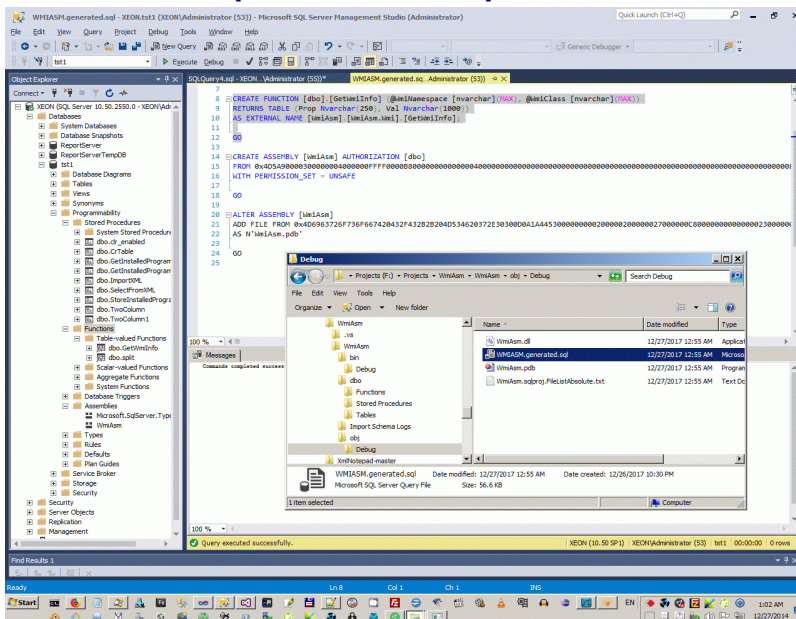 WMIASM.generated.sql - XEON.tst1 (XEON\Administrator (53)) - Microsoft SQL Server Management Studio (Administrator)
Quick Launch (Ctrl+Q)
File Edit View Query Project Debug Tools Window Help
New Query
Generic Debugger
tst1
Execute Debug
Object Explorer
SQLQuery4.sql - XEON...\Administrator (55))*
WMIASM.generated.sq...Administrator (53))
Connect
XEON (SQL Server 10.50.2550.0 - XEON\Adm
Databases
System Databases
Database Snapshots
ReportServer
ReportServerTempDB
tst1
Database Diagrams
Tables
Views
Synonyms
Programmability
Stored Procedures
System Stored Procedure
dbo.clr_enabled
dbo.CrTable
dbo.GetInstalledProgram
dbo.GetInstalledProgram
dbo.ImportXML
dbo.SelectFromXML
dbo.StoreInstalledProgra
dbo.TwoColumn
dbo.TwoColumn1
Functions
Table-valued Functions
dbo.GetWmiInfo
dbo.split
Scalar-valued Functions
Aggregate Functions
System Functions
Database Triggers
Assemblies
Microsoft.SqlServer.Type
WmiAsm
Types
Rules
Defaults
Plan Guides
Service Broker
Storage
Security
Security
Server Objects
Replication
Management
7
8 CREATE FUNCTION [dbo].[GetWmiInfo] (@WmiNamespace [nvarchar](MAX), @WmiClass [nvarchar](MAX))
9 RETURNS TABLE (Prop Nvarchar(250), Val Nvarchar(1000))
10 AS EXTERNAL NAME [WmiAsm].[WmiAsm.Wmi].[GetWmiInfo];
11
12 GO
13
14 CREATE ASSEMBLY [WmiAsm] AUTHORIZATION [dbo]
15
16 WITH PERMISSION_SET = UNSAFE
17
18 GO
19
20 ALTER ASSEMBLY [WmiAsm]
21
22 AS N'WmiAsm.pdb'
23
24 GO
25
100 %
Messages
Commands completed success
Debug
Projects (F:) Projects WmiAsm WmiAsm obj Debug
Search Debug
File Edit View Tools Help
Organize Open New folder
WmiAsm
.vs
WmiAsm
bin
Debug
dbo
Functions
Stored Procedures
Tables
Import Schema Logs
obj
Debug
XmlNotepad-master
Name Date modified Type
WmiAsm.dll 12/27/2017 12:55 AM Applicat
WMIASM.generated.sql 12/27/2017 12:55 AM Microso
WmiAsm.pdb 12/27/2017 12:55 AM Program
WmiAsm.sqlproj.FileListAbsolute.txt 12/27/2017 12:55 AM Text Do
WMIASM.generated.sql Date modified: 12/27/2017 12:55 AM Date created: 12/26/2017 10:30 PM
Microsoft SQL Server Query File Size: 56.6 KB
1 item selected
Computer
100 %
Query executed successfully.
XEON (10.50 SP1) XEON\Administrator (53) tst1 00:00:00 0 rows
Find Results 1
Ready
Ln 8 Col 1 Ch 1 INS
Start
EN
1:02 AM
12/27/2014